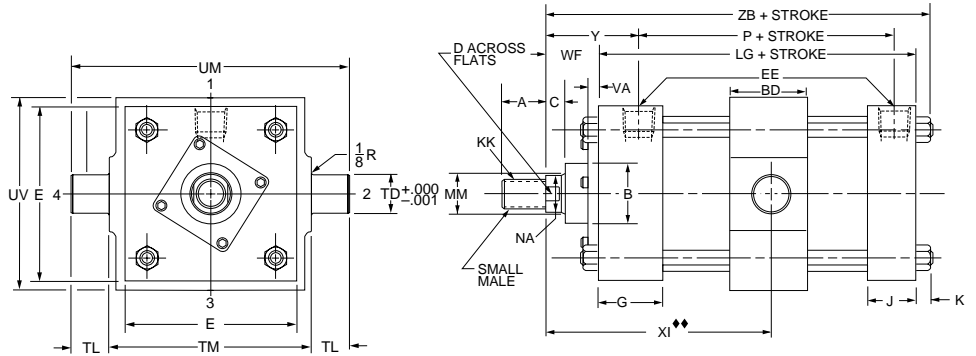 UM
1
UV
E
4
2
1/8 R
TD +.000 −.001
3
E
TL
TM
TL
ZB + STROKE
Y
P + STROKE
D ACROSS
FLATS
WF
LG + STROKE
VA
EE
A
C
BD
KK
MM
B
NA
SMALL
MALE
G
J
K
XI♦♦